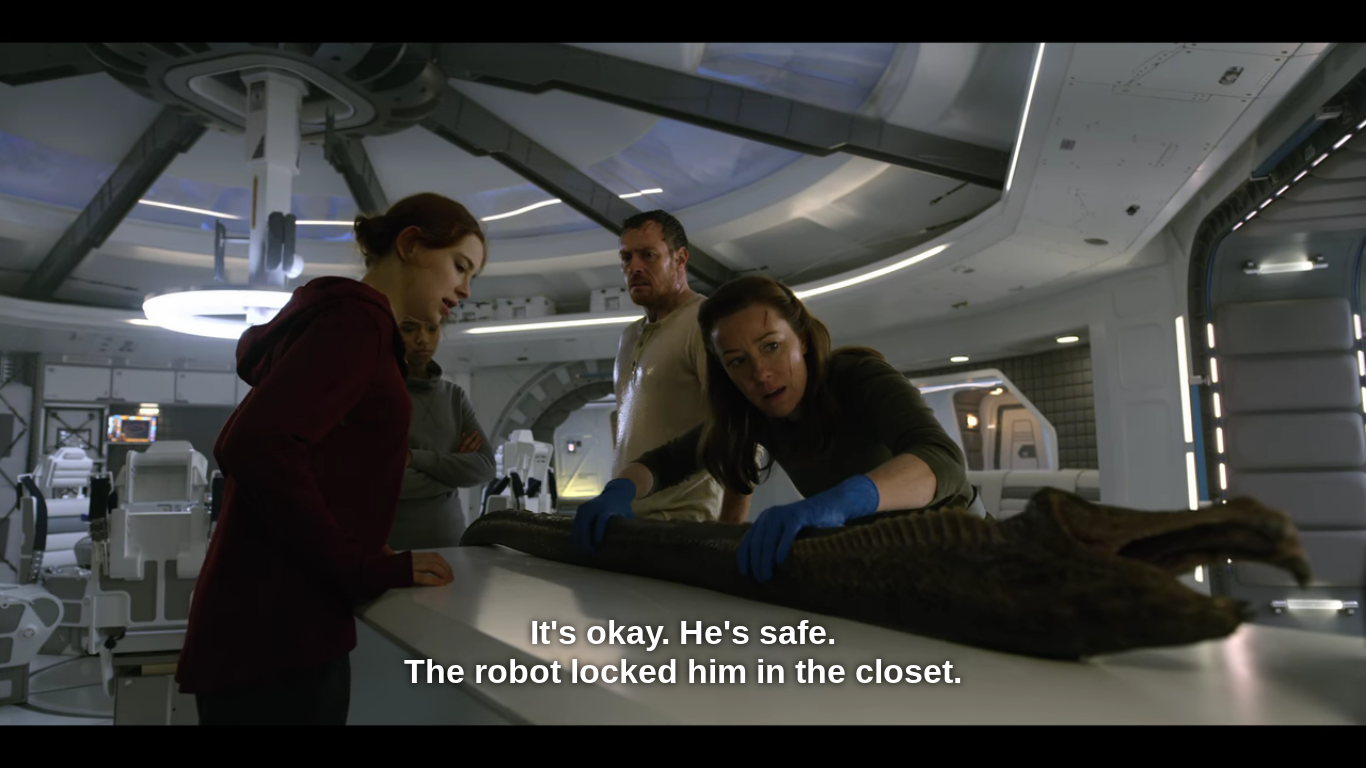 It's okay. He's safe.
The robot locked him in the closet.